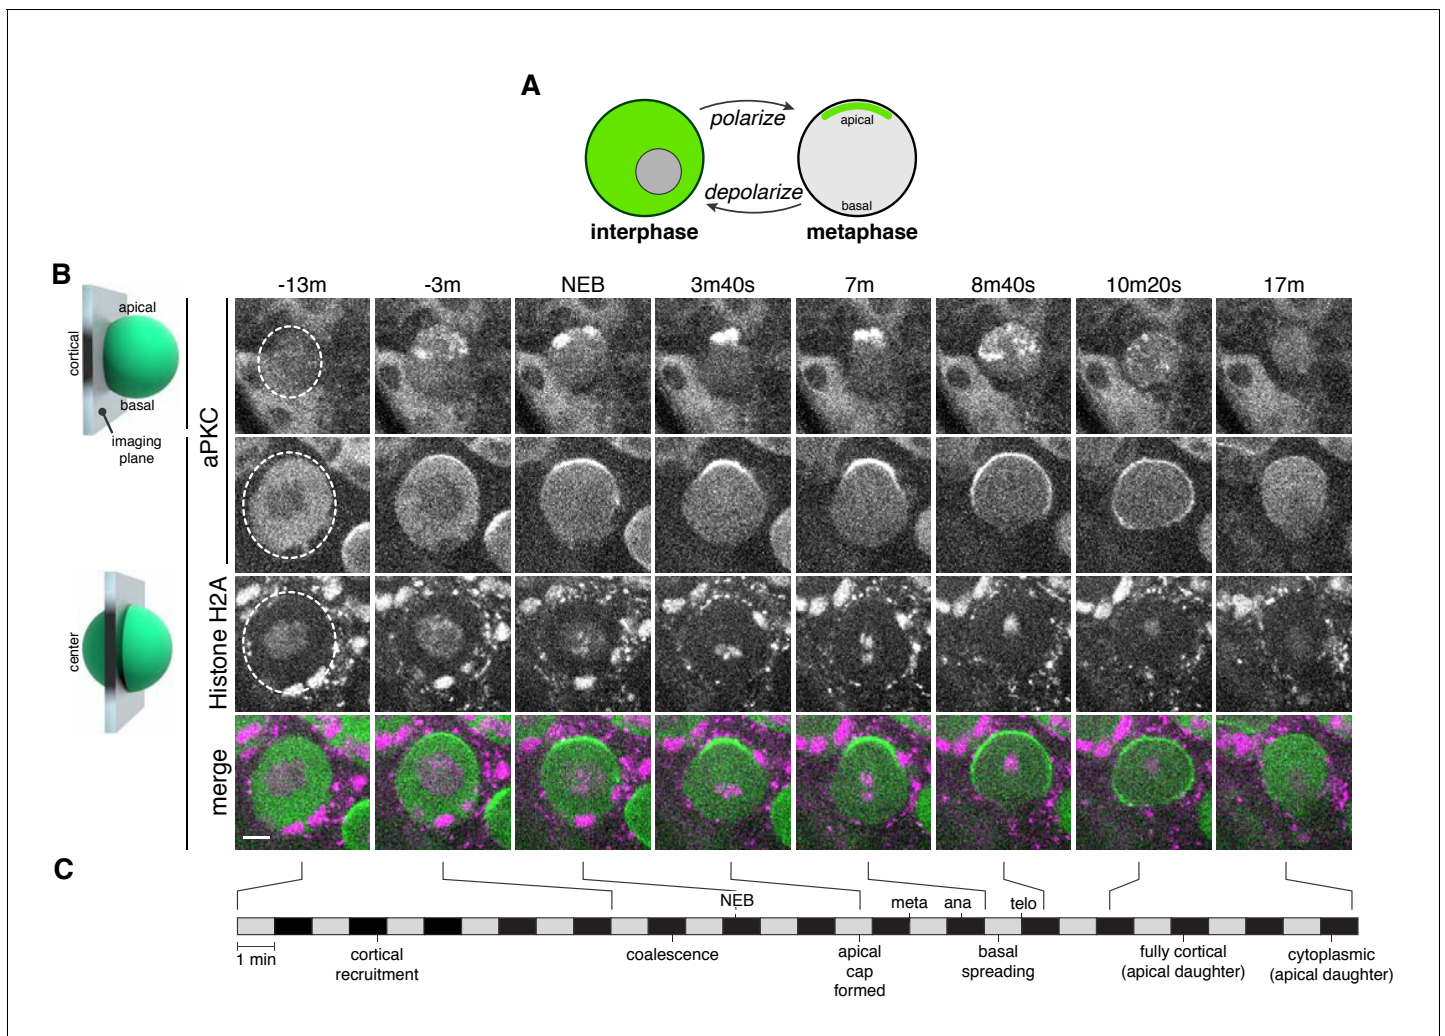 A
polarize
apical
depolarize
basal
interphase
metaphase
B
-13m
-3m
NEB
3m40s
7m
8m40s
10m20s
17m
apical
cortical
basal
imaging
plane
aPKC
center
Histone H2A
merge
C
NEB
meta
ana
telo
1 min
cortical
recruitment
coalescence
apical
cap
formed
basal
spreading
fully cortical
(apical daughter)
cytoplasmic
(apical daughter)